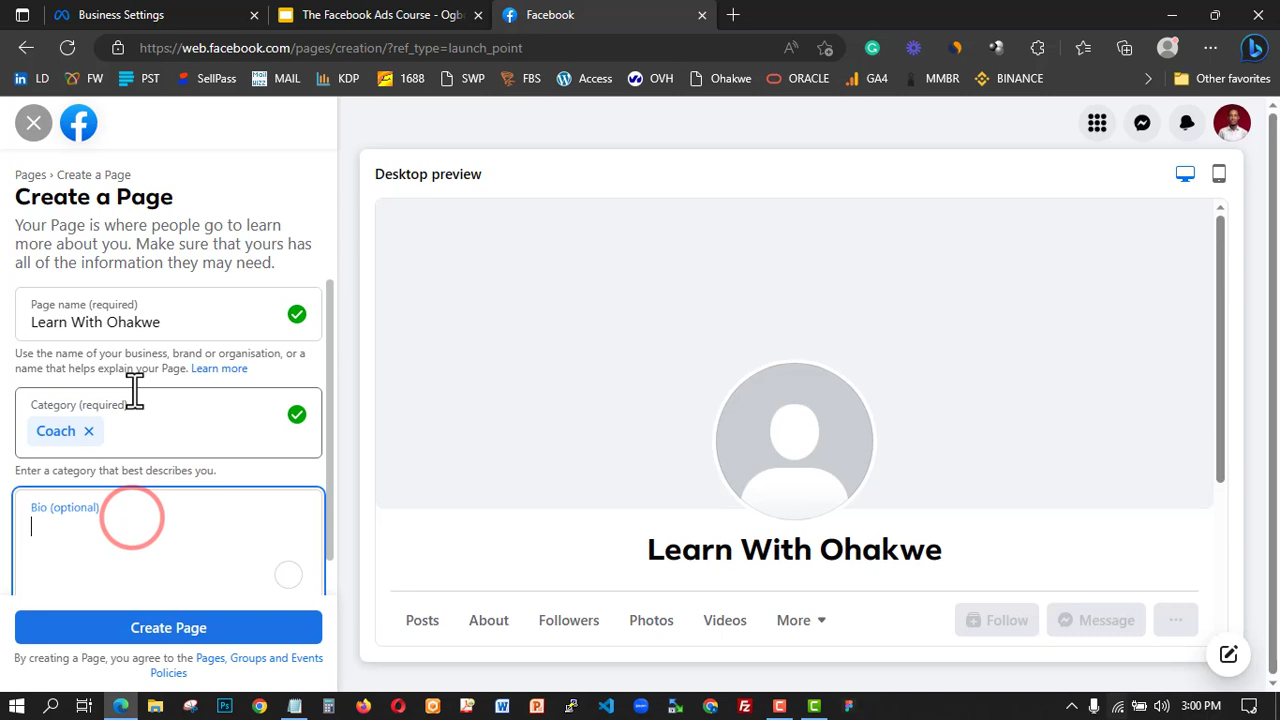 Business Settings
The Facebook Ads Course - Ogb
Facebook
https://web.facebook.com/pages/creation/?ref_type=launch_point
LD
FW
PST
SellPass
MAIL
KDP
1688
SWP
FBS
Access
OVH
Ohakwe
ORACLE
GA4
MMBR
BINANCE
Other favorites
Pages › Create a Page
Create a Page
Your Page is where people go to learn
more about you. Make sure that yours has
all of the information they may need.
Page name (required)
Learn With Ohakwe
Use the name of your business, brand or organisation, or a
name that helps explain your Page. Learn more
Category (required)
Coach
Enter a category that best describes you.
Bio (optional)
Create Page
By creating a Page, you agree to the Pages, Groups and Events
Policies
Desktop preview
Learn With Ohakwe
Posts
About
Followers
Photos
Videos
More
Follow
Message
3:00 PM